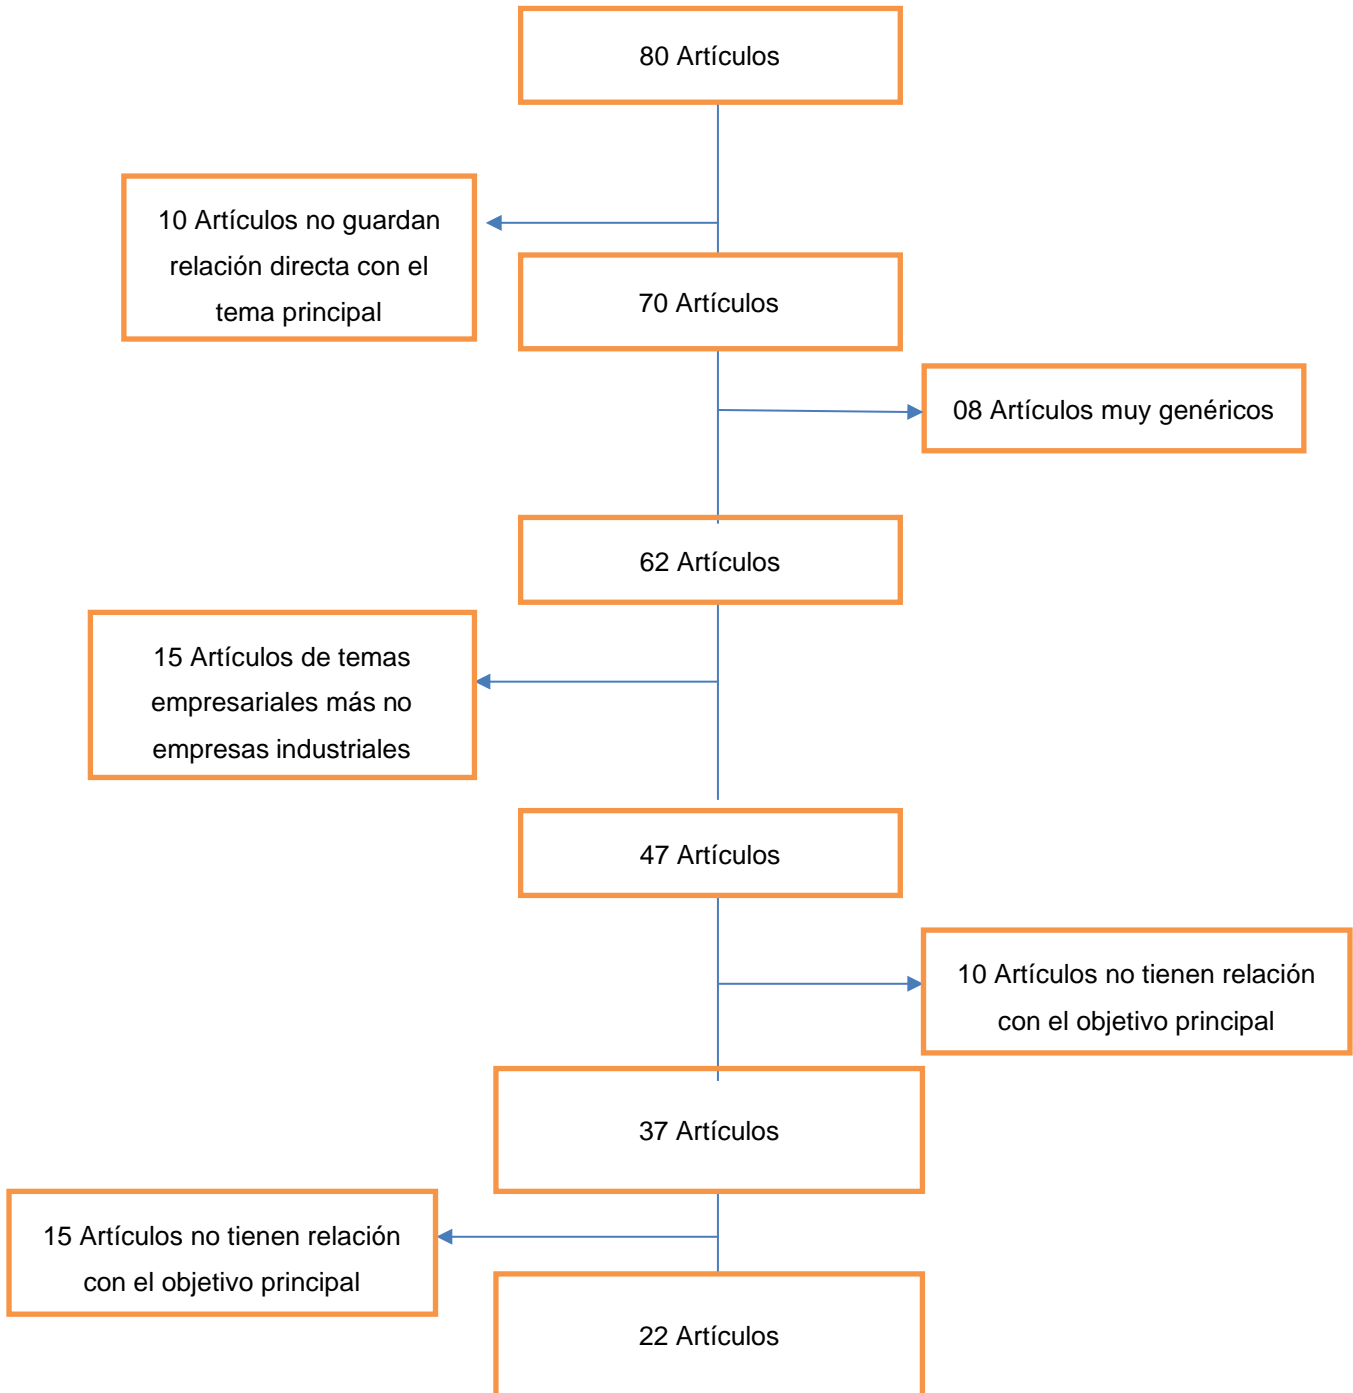 80 Artículos
10 Artículos no guardan
relación directa con el
tema principal
70 Artículos
08 Artículos muy genéricos
62 Artículos
15 Artículos de temas
empresariales más no
empresas industriales
47 Artículos
10 Artículos no tienen relación
con el objetivo principal
37 Artículos
15 Artículos no tienen relación
con el objetivo principal
22 Artículos